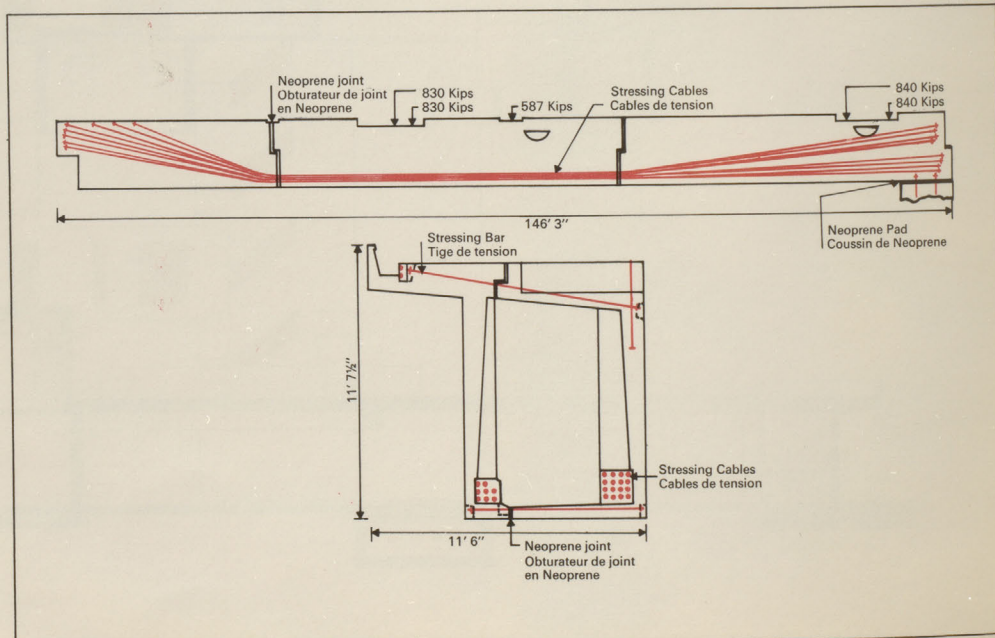 Neoprene joint
Obturateur de joint
en Neoprene
830 Kips
830 Kips
587 Kips
Stressing Cables
Cables de tension
840 Kips
840 Kips
146' 3"
Neoprene Pad
Coussin de Neoprene
Stressing Bar
Tige de tension
11' 7½"
Stressing Cables
Cables de tension
11' 6"
Neoprene joint
Obturateur de joint
en Neoprene